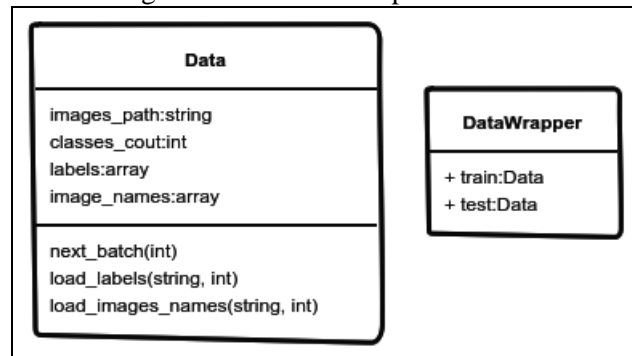 Data
images_path:string
classes_cout:int
labels:array
image_names:array
next_batch(int)
load_labels(string, int)
load_images_names(string, int)
DataWrapper
+ train:Data
+ test:Data